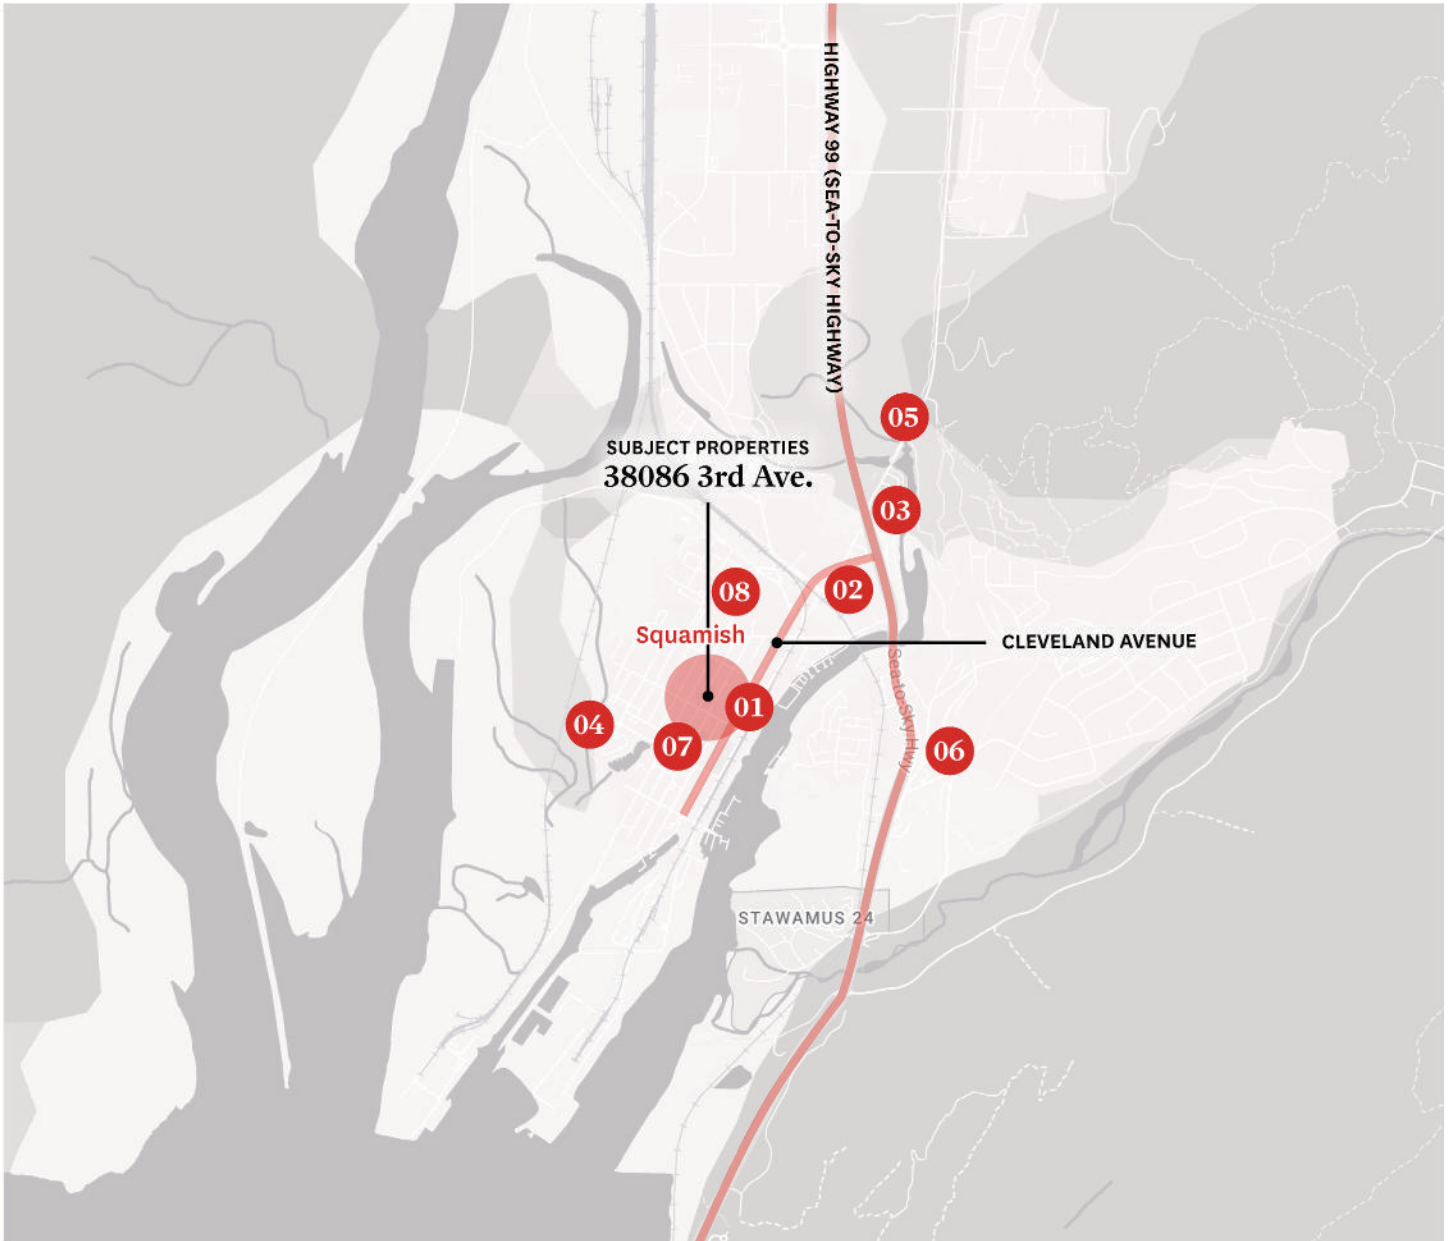 HIGHWAY 99 (SEA-TO-SKY HIGHWAY)
05
SUBJECT PROPERTIES
38086 3rd Ave.
03
02
08
Squamish
CLEVELAND AVENUE
Sea-to-Sky Hwy
01
04
07
06
STAWAMUS 24